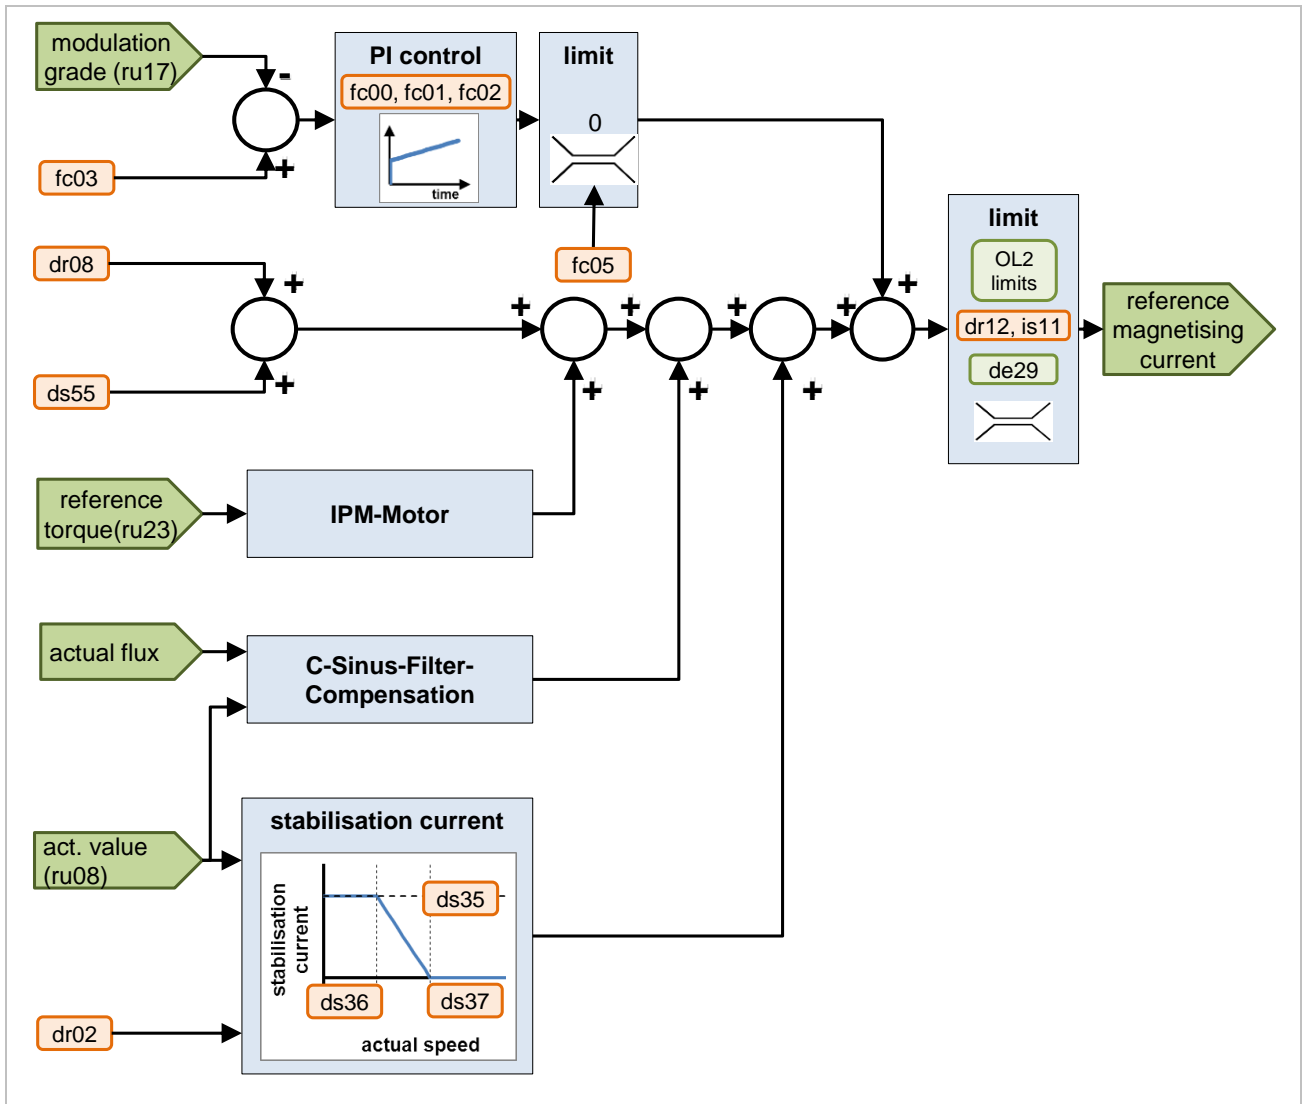 modulation
grade (ru17)
-
+
fc03
PI control
fc00, fc01, fc02
time
limit
0
fc05
dr08
+
ds55
+
+
+
+
+
+
+
+
+
limit
OL2
limits
dr12, is11
de29
reference
magnetising
current
reference
torque(ru23)
IPM-Motor
actual flux
C-Sinus-Filter-
Compensation
act. value
(ru08)
stabilisation current
stabilisation
current
ds35
ds36
ds37
actual speed
dr02